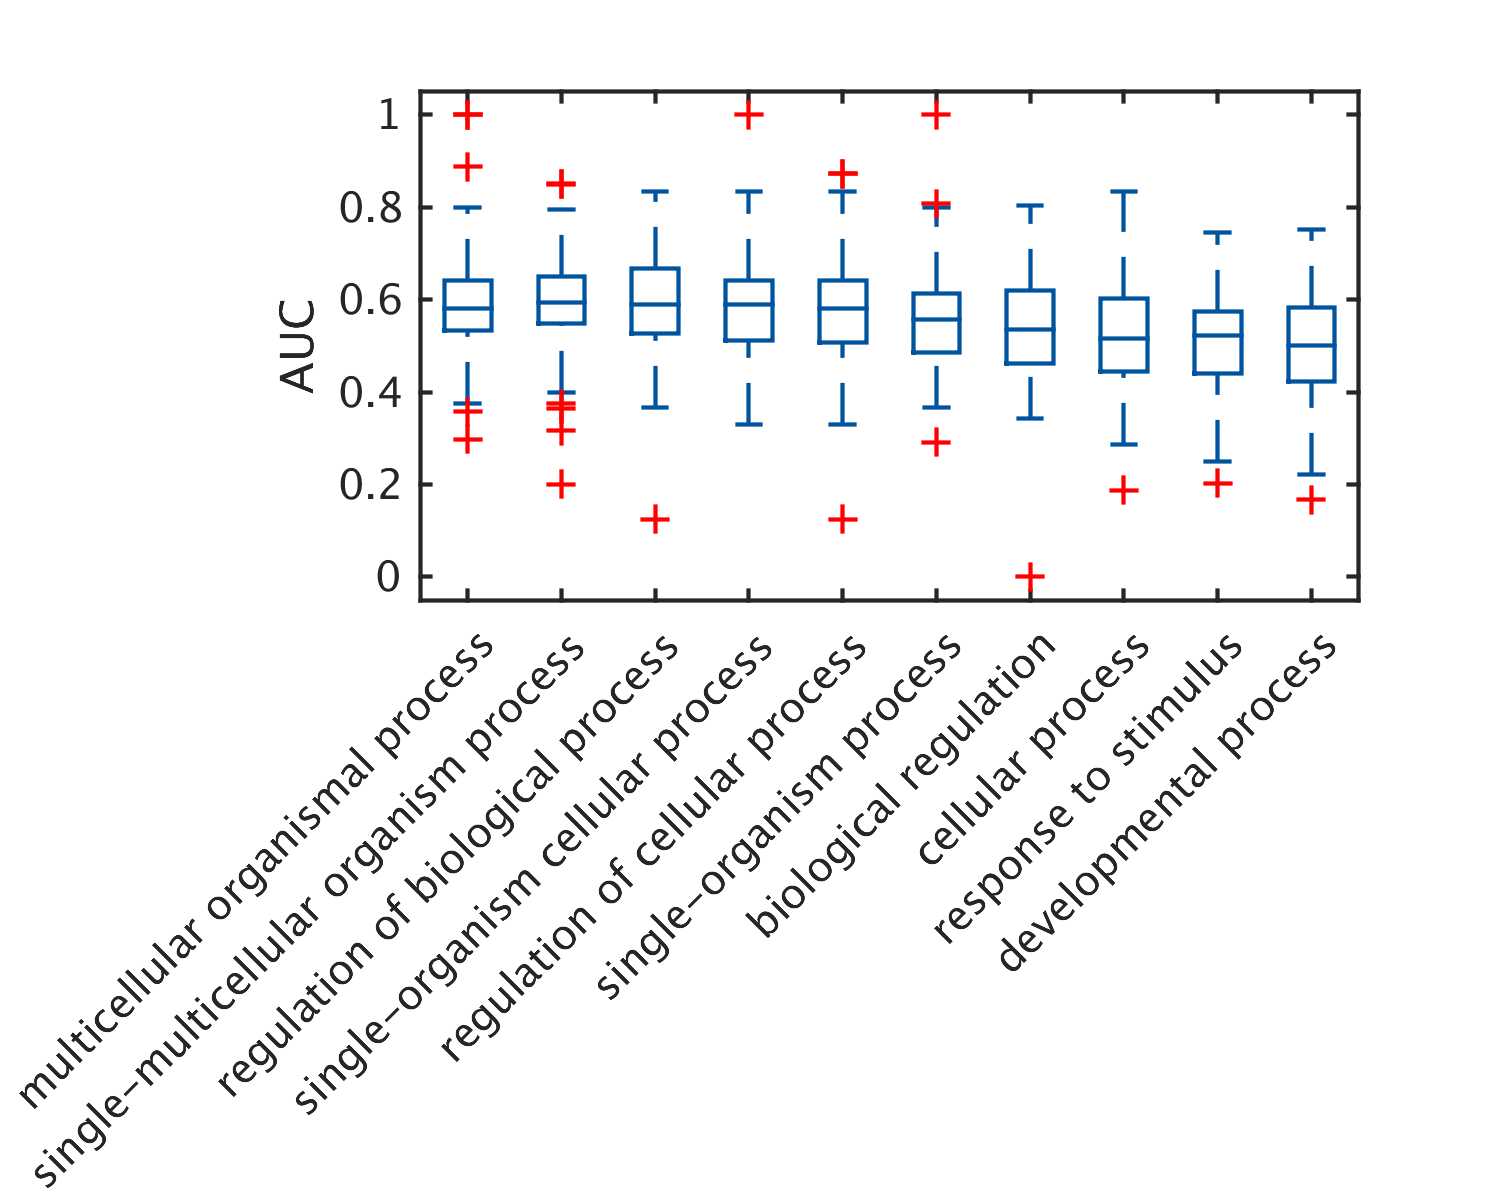 1
0.8
0.6
0.4
0.2
0
AUC
multicellular organismal process
single−multicellular organism process
regulation of biological process
single−organism cellular process
regulation of cellular process
single−organism process
biological regulation
cellular process
response to stimulus
developmental process